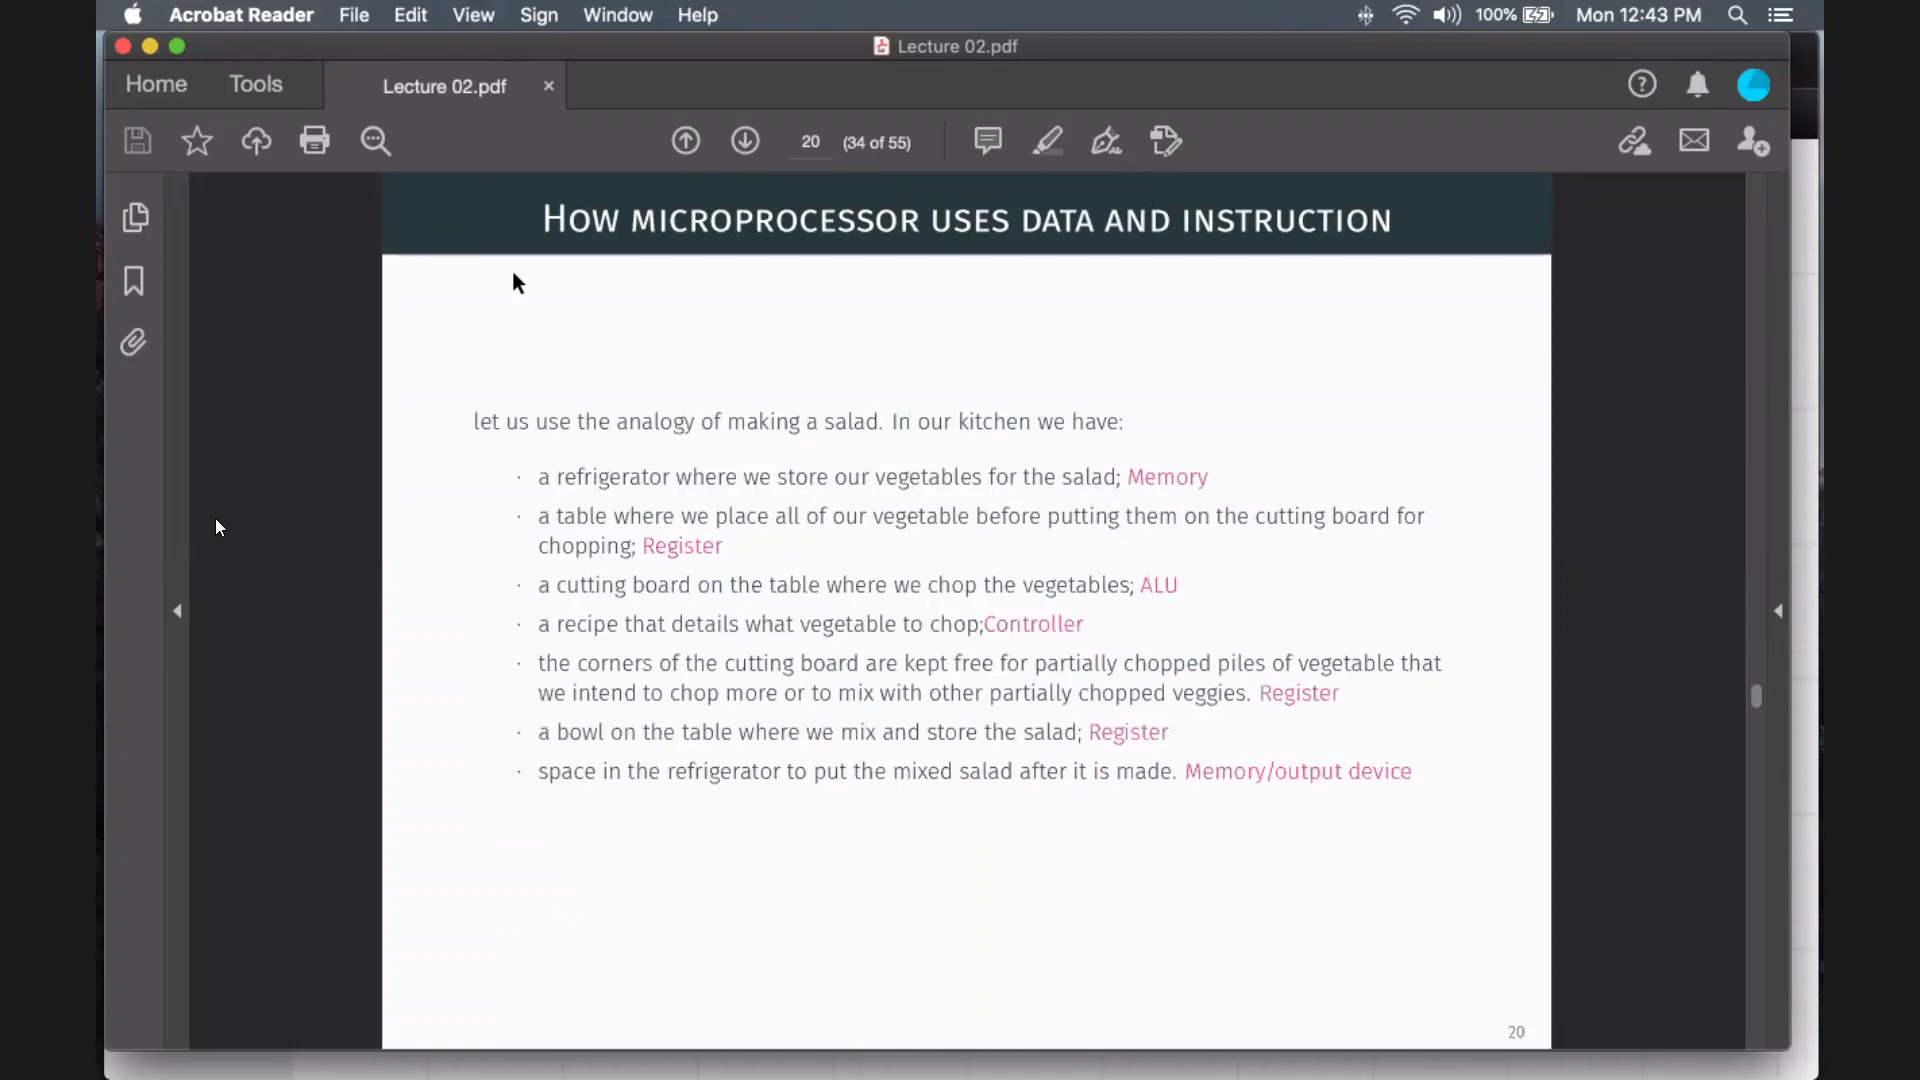 Acrobat Reader File Edit View Sign Window Help 100% Mon 12:43 PM
Lecture 02.pdf
Home Tools Lecture 02.pdf ×
20 (34 of 55)
How microprocessor uses data and instruction
let us use the analogy of making a salad. In our kitchen we have:
· a refrigerator where we store our vegetables for the salad; Memory
· a table where we place all of our vegetable before putting them on the cutting board for
chopping; Register
· a cutting board on the table where we chop the vegetables; ALU
· a recipe that details what vegetable to chop;Controller
· the corners of the cutting board are kept free for partially chopped piles of vegetable that
we intend to chop more or to mix with other partially chopped veggies. Register
· a bowl on the table where we mix and store the salad; Register
· space in the refrigerator to put the mixed salad after it is made. Memory/output device
20